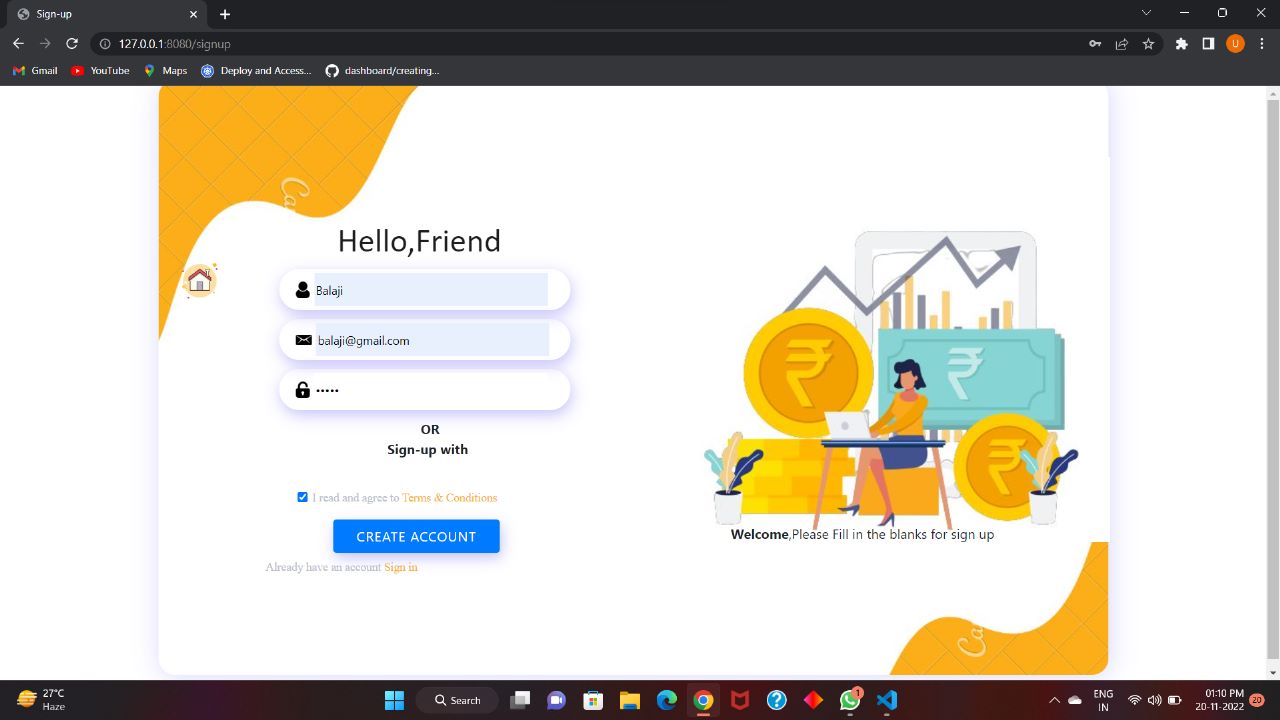 Sign-up
127.0.0.1:8080/signup
U
Gmail
YouTube
Maps
Deploy and Access...
dashboard/creating...
Ca
Hello,Friend
Balaji
balaji@gmail.com
•••••
OR
Sign-up with
I read and agree to Terms & Conditions
CREATE ACCOUNT
Already have an account Sign in
₹
₹
₹
Welcome,Please Fill in the blanks for sign up
Ca
27°C
Haze
Search
1
ENG
IN
01:10 PM
20-11-2022
20